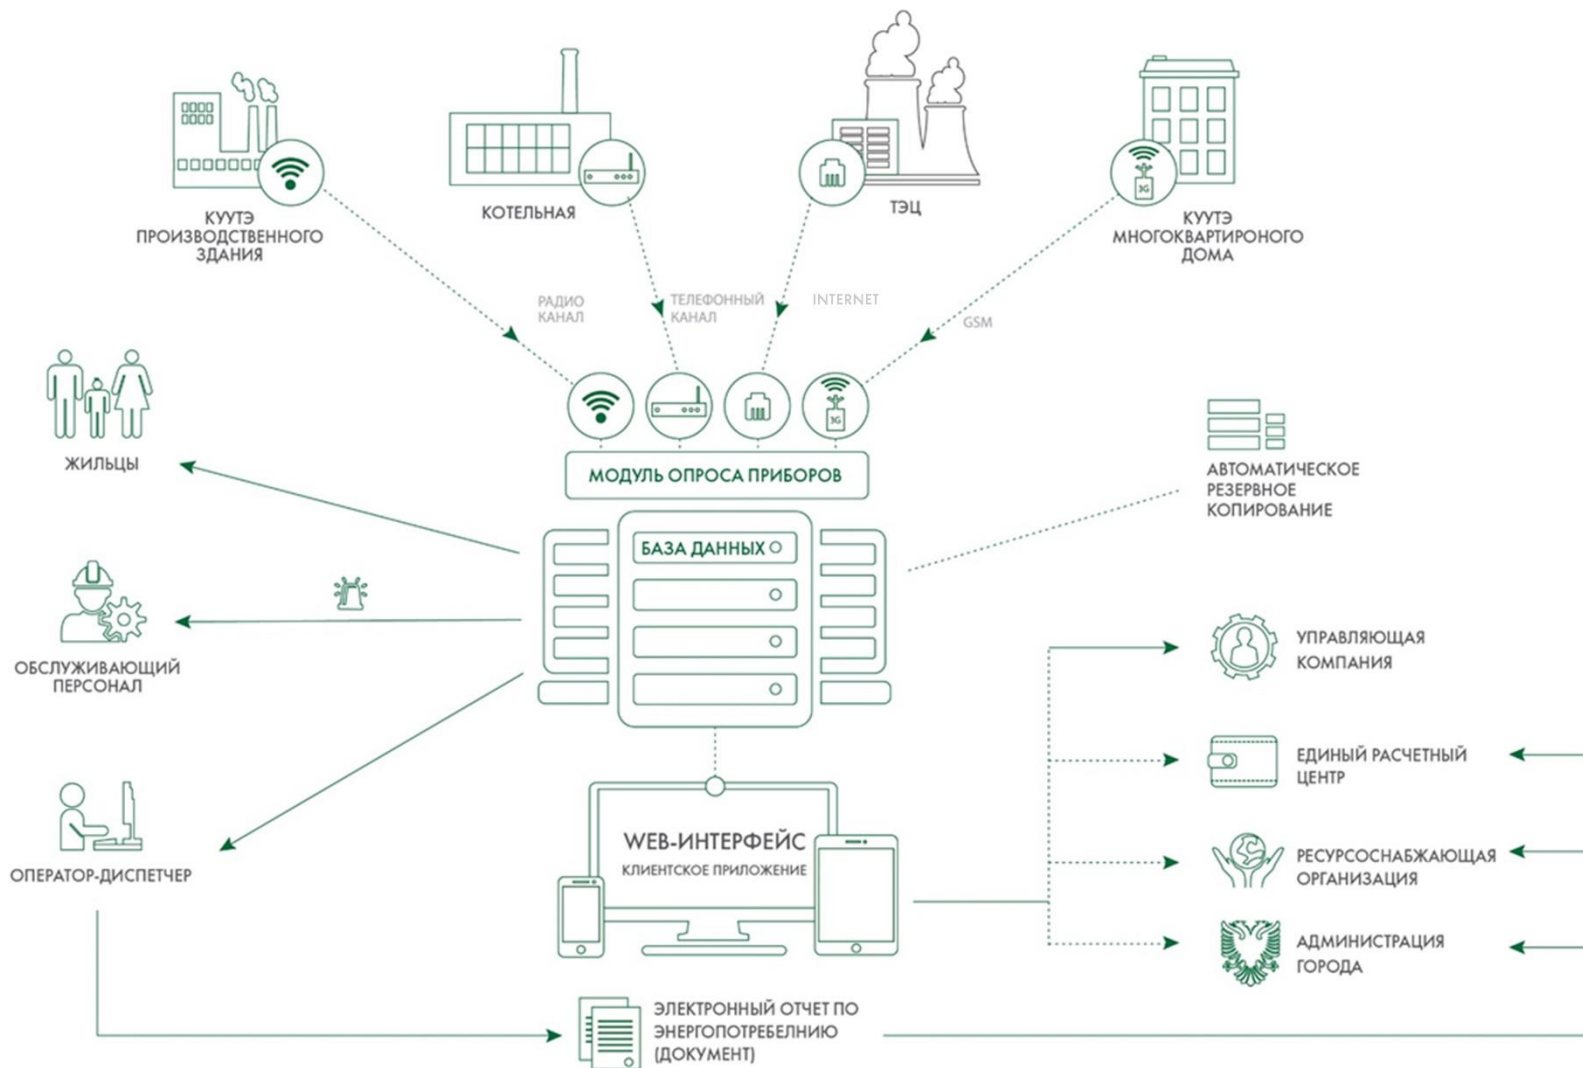 КУУТЭ
ПРОИЗВОДСТВЕННОГО
ЗДАНИЯ
КОТЕЛЬНАЯ
ТЭЦ
3G
КУУТЭ
МНОГОКВАРТИРОНОГО
ДОМА
РАДИО
КАНАЛ
ТЕЛЕФОННЫЙ
КАНАЛ
INTERNET
GSM
3G
ЖИЛЬЦЫ
МОДУЛЬ ОПРОСА ПРИБОРОВ
АВТОМАТИЧЕСКОЕ
РЕЗЕРВНОЕ
КОПИРОВАНИЕ
БАЗА ДАННЫХ
ОБСЛУЖИВАЮЩИЙ
ПЕРСОНАЛ
УПРАВЛЯЮЩАЯ
КОМПАНИЯ
ЕДИНЫЙ РАСЧЕТНЫЙ
ЦЕНТР
ОПЕРАТОР-ДИСПЕТЧЕР
WEB-ИНТЕРФЕЙС
КЛИЕНТСКОЕ ПРИЛОЖЕНИЕ
РЕСУРСОСНАБЖАЮЩАЯ
ОРГАНИЗАЦИЯ
АДМИНИСТРАЦИЯ
ГОРОДА
ЭЛЕКТРОННЫЙ ОТЧЕТ ПО
ЭНЕРГОПОТРЕБЕЛНИЮ
(ДОКУМЕНТ)